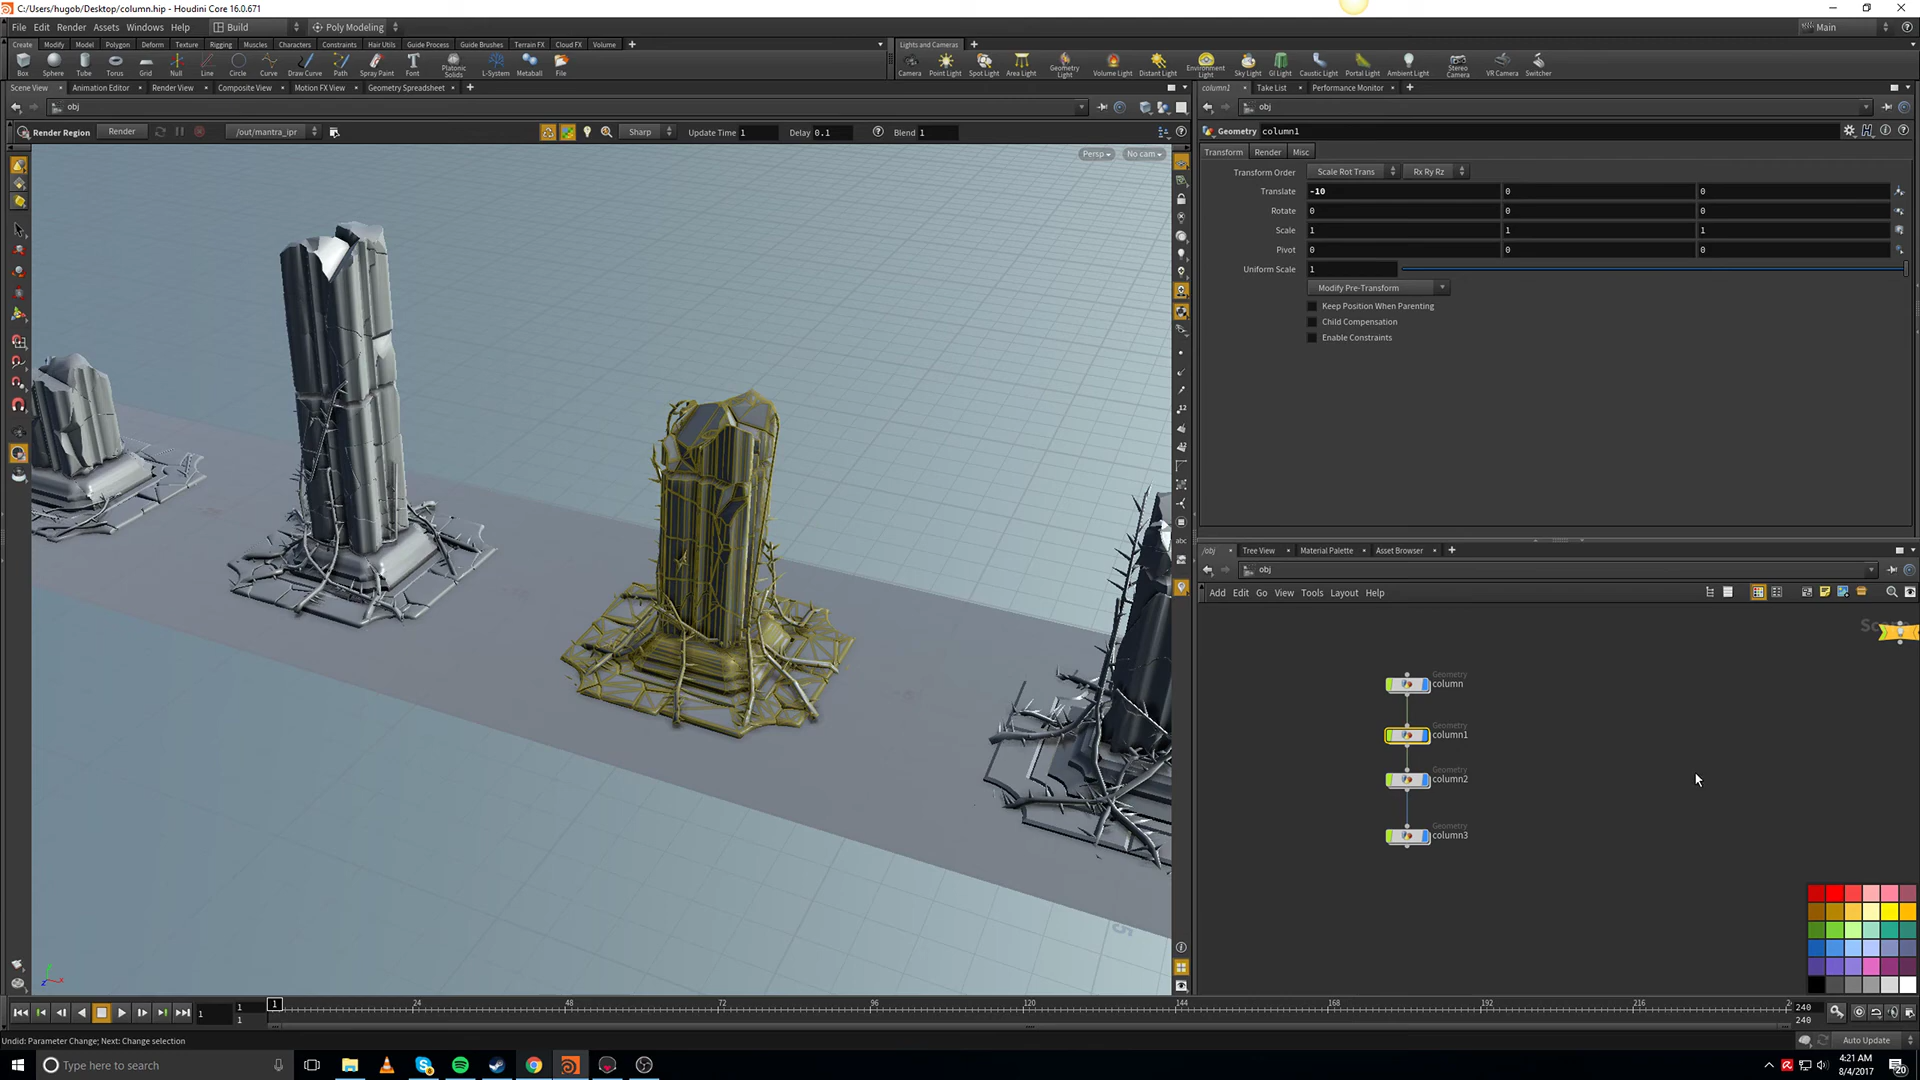 C:/Users/hugob/Desktop/column.hip - Houdini Core 16.0.671
File Edit Render Assets Windows Help Build Poly Modeling Main
Create Modify Model Polygon Deform Texture Rigging Muscles Characters Constraints Hair Utils Guide Process Guide Brushes Terrain FX Cloud FX Volume
Lights and Cameras
Box Sphere Tube Torus Grid Null Line Circle Curve Draw Curve Path Spray Paint Font Platonic Solids L-System Metaball File
Camera Point Light Spot Light Area Light Geometry Light Volume Light Distant Light Environment Light Sky Light GI Light Caustic Light Portal Light Ambient Light Stereo Camera VR Camera Switcher
Scene View Animation Editor Render View Composite View Motion FX View Geometry Spreadsheet
column1 Take List Performance Monitor
obj
obj
Render Region Render /out/mantra_ipr Sharp Update Time 1 Delay 0.1 Blend 1
Geometry column1
Persp No cam
Transform Render Misc
Transform Order Scale Rot Trans Rx Ry Rz
Translate -10 0 0
Rotate 0 0 0
Scale 1 1 1
Pivot 0 0 0
Uniform Scale 1
Modify Pre-Transform
Keep Position When Parenting
Child Compensation
Enable Constraints
/obj Tree View Material Palette Asset Browser
obj
Add Edit Go View Tools Layout Help
Geometry
column
Geometry
column1
Geometry
column2
Geometry
column3
12
abc
5
z x
1 1 1 1 24 48 72 96 120 144 168 192 216 240 240
Undid: Parameter Change; Next: Change selection
Auto Update
Type here to search
4:21 AM
8/4/2017
20